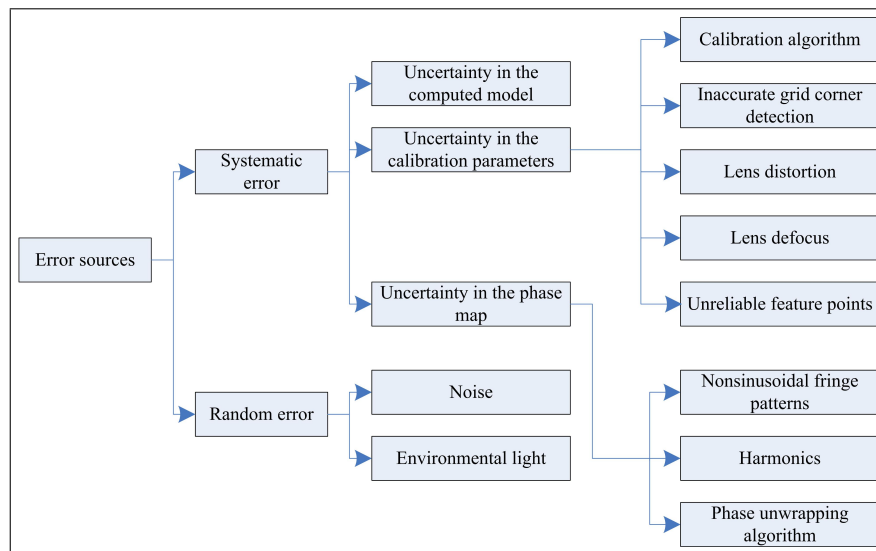 Error sources
Systematic
error
Random error
Uncertainty in the
computed model
Uncertainty in the
calibration parameters
Uncertainty in the phase
map
Noise
Environmental light
Calibration algorithm
Inaccurate grid corner
detection
Lens distortion
Lens defocus
Unreliable feature points
Nonsinusoidal fringe
patterns
Harmonics
Phase unwrapping
algorithm